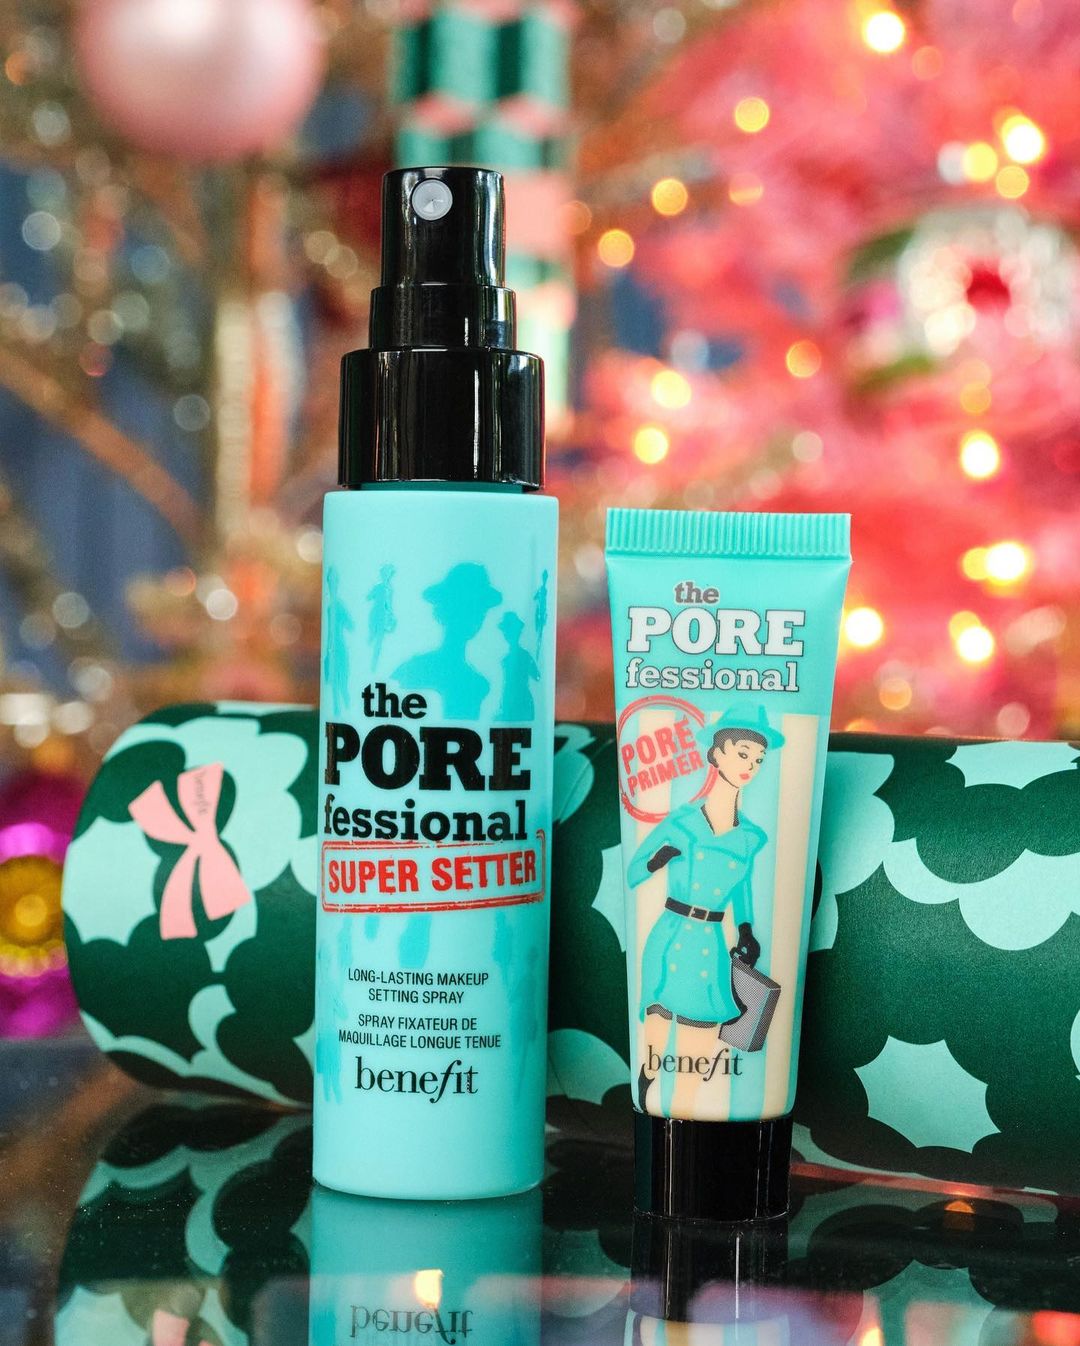 the
PORE
fessional
SUPER SETTER
LONG-LASTING MAKEUP
SETTING SPRAY
SPRAY FIXATEUR DE
MAQUILLAGE LONGUE TENUE
benefit
the
PORE
fessional
PORE
PRIMER
benefit
benefit
benefit